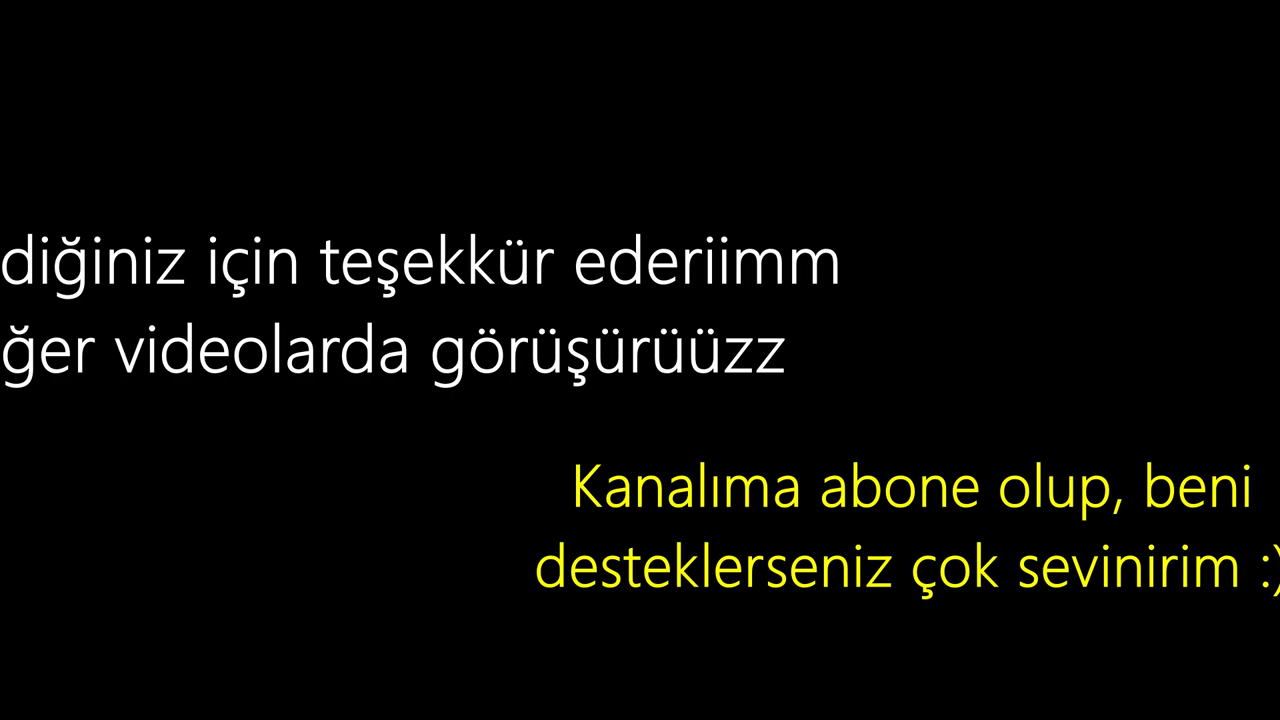 diğiniz için teşekkür ederiimm
ğer videolarda görüşürüüzz
Kanalıma abone olup, beni
desteklerseniz çok sevinirim :)